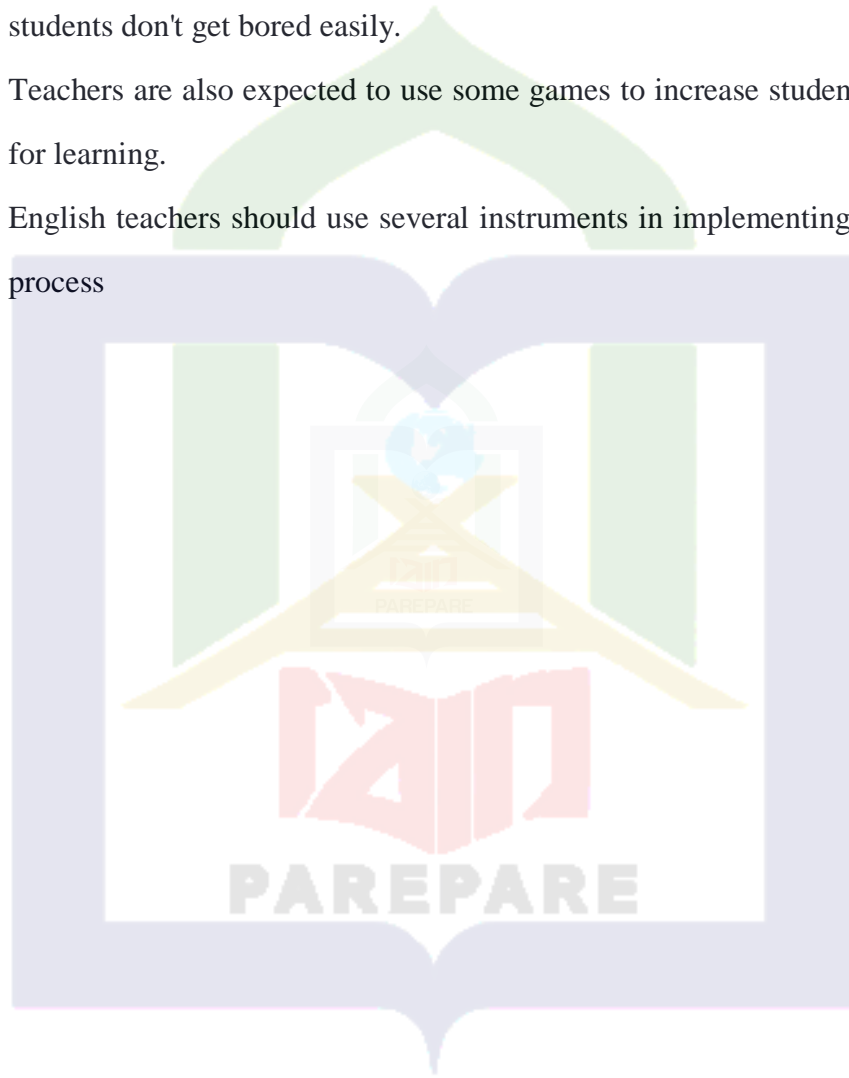 students don't get bored easily.
Teachers are also expected to use some games to increase
for learning.
English teachers should use several instruments in implementing
process
PAREPARE
PAREPARE